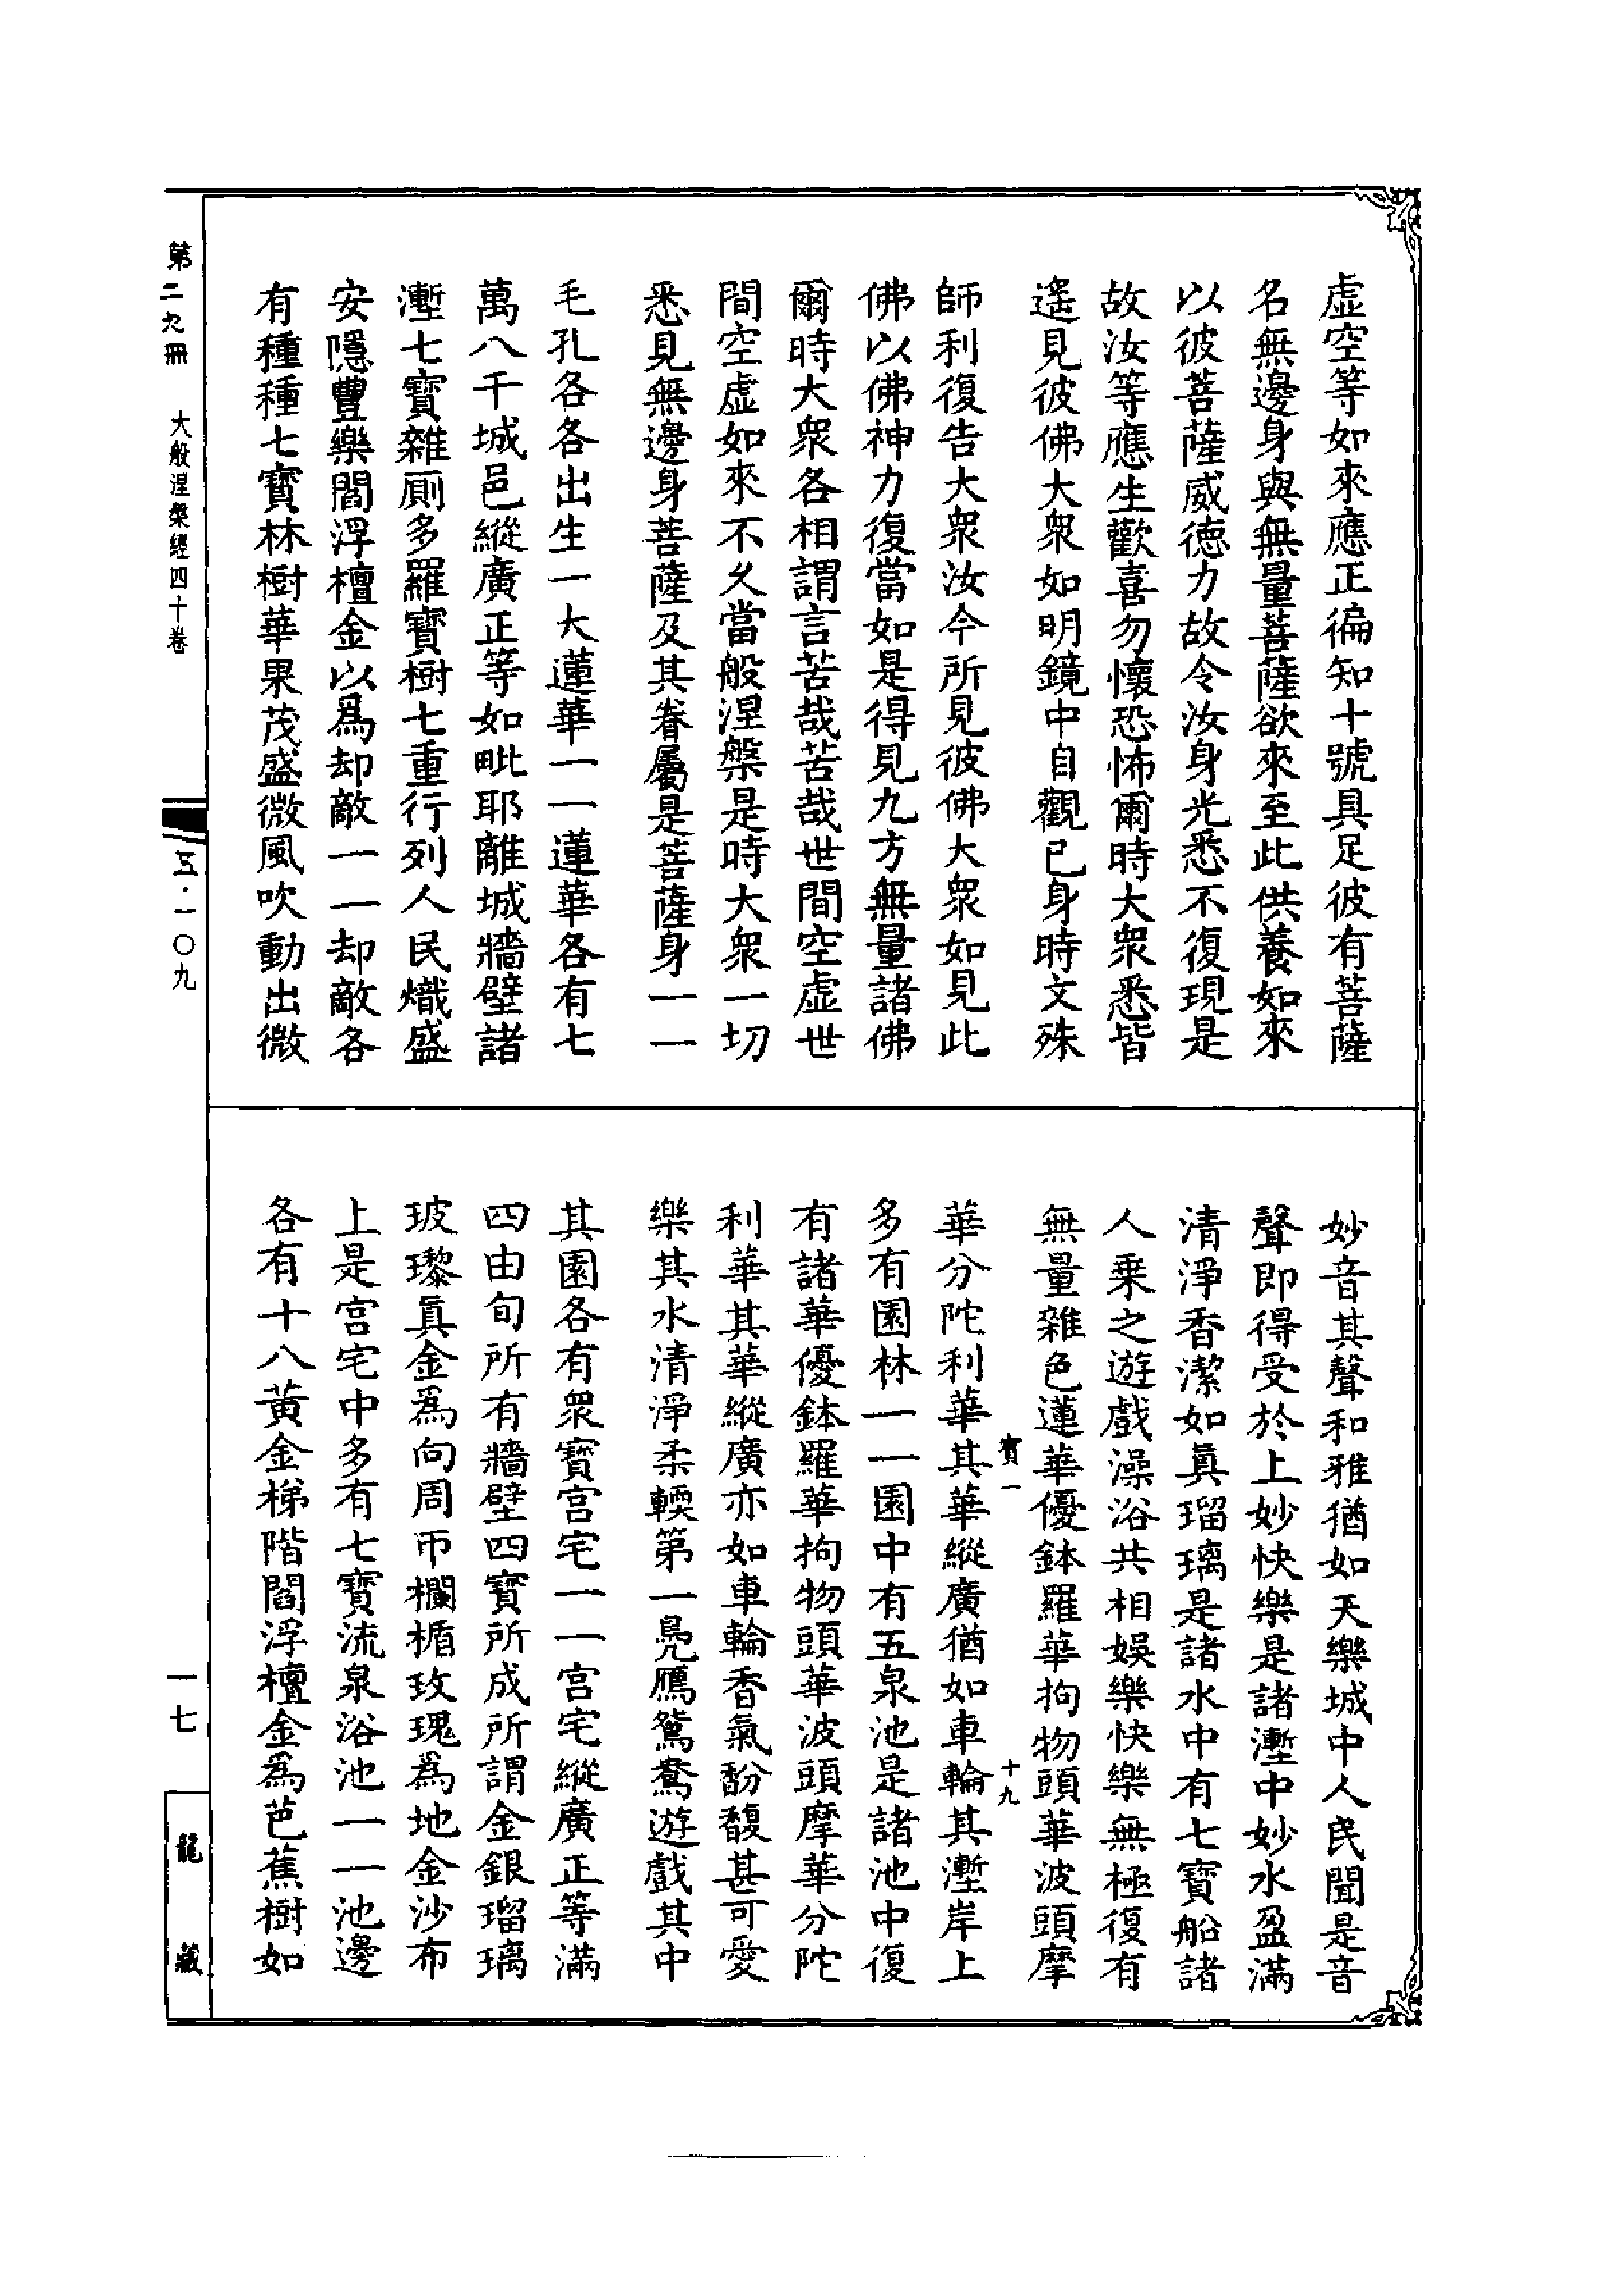 虛空等如來應正徧知十號具足彼有菩薩
名無邊身與無量菩薩欲來至此供養如來
以彼菩薩威德力故令汝身光悉不復現是
故汝等應生歡喜勿懷恐怖爾時大衆悉皆
遙見彼佛大衆如明鏡中自觀已身時文殊
師利復告大衆汝今所見彼佛大衆如見此
佛以佛神力復當如是得見九方無量諸佛
爾時大衆各相謂言苦哉苦哉世間空虛世
間空虛如來不久當般涅槃是時大衆一切
悉見無邊身菩薩及其眷屬是菩薩身一一
毛孔各各出生一大蓮華一一蓮華各有七
萬八千城邑縱廣正等如毗耶離城牆壁諸
壍七寶雜廁多羅寶樹七重行列人民熾盛
安隱豐樂閻浮檀金以爲却敵一一却敵各
有種種七寶林樹華果茂盛微風吹動出微
妙音其聲和雅猶如天樂城中人民聞是音
聲即得受於上妙快樂是諸壍中妙水盈滿
清淨香潔如眞瑠璃是諸水中有七寶船諸
人乗之遊戲澡浴共相娛樂快樂無極復有
無量雜色蓮華優鉢羅華拘物頭華波頭摩
寶一 十九
華分陀利華其華縱廣猶如車輪其壍岸上
多有園林一一園中有五泉池是諸池中復
有諸華優鉢羅華拘物頭華波頭摩華分陀
利華其華縱廣亦如車輪香氣馚馥甚可愛
樂其水清淨柔輭第一鳧鴈鴛鴦遊戲其中
其園各有衆寶宮宅一一宮宅縱廣正等滿
四由旬所有牆壁四寶所成所謂金銀瑠璃
玻瓈眞金爲向周帀欄楯玫瑰爲地金沙布
上是宮宅中多有七寶流泉浴池一一池邊
各有十八黃金梯階閻浮檀金爲芭蕉樹如
第二九冊 大般涅槃經四十卷 五·一〇九 一七 龍藏